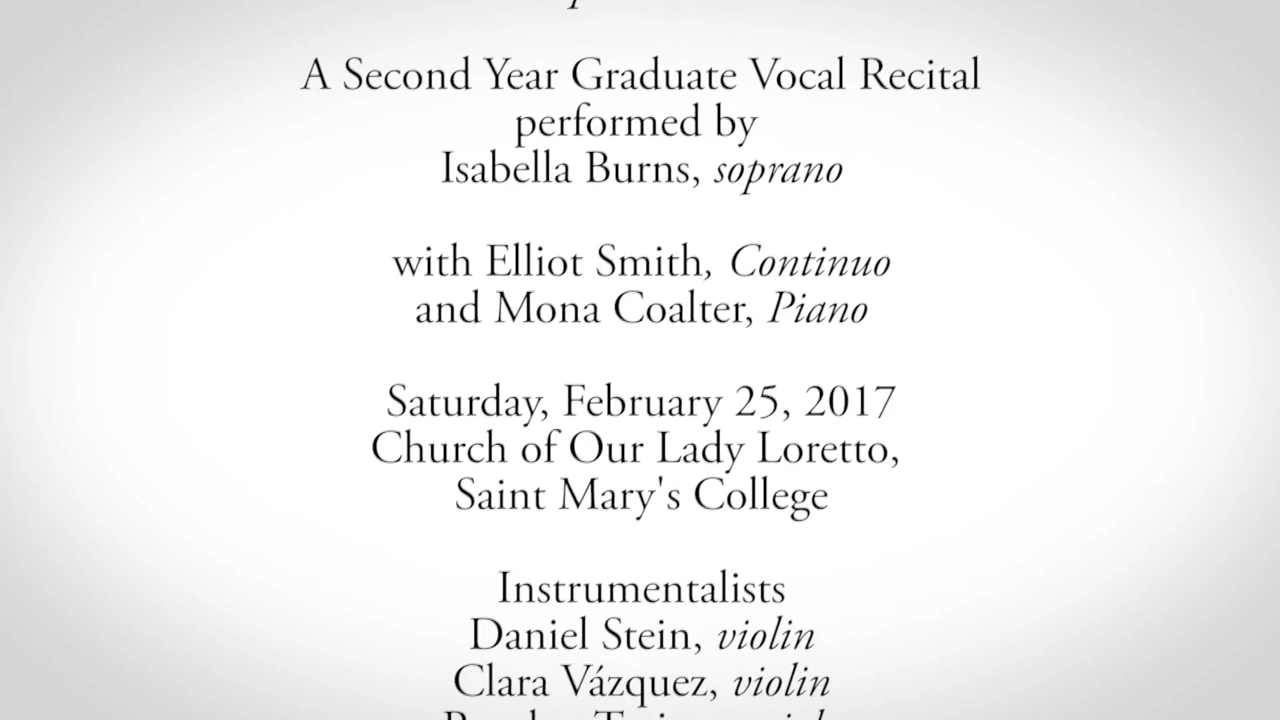 A Second Year Graduate Vocal Recital
performed by
Isabella Burns, soprano
with Elliot Smith, Continuo
and Mona Coalter, Piano
Saturday, February 25, 2017
Church of Our Lady Loretto,
Saint Mary's College
Instrumentalists
Daniel Stein, violin
Clara Vázquez, violin